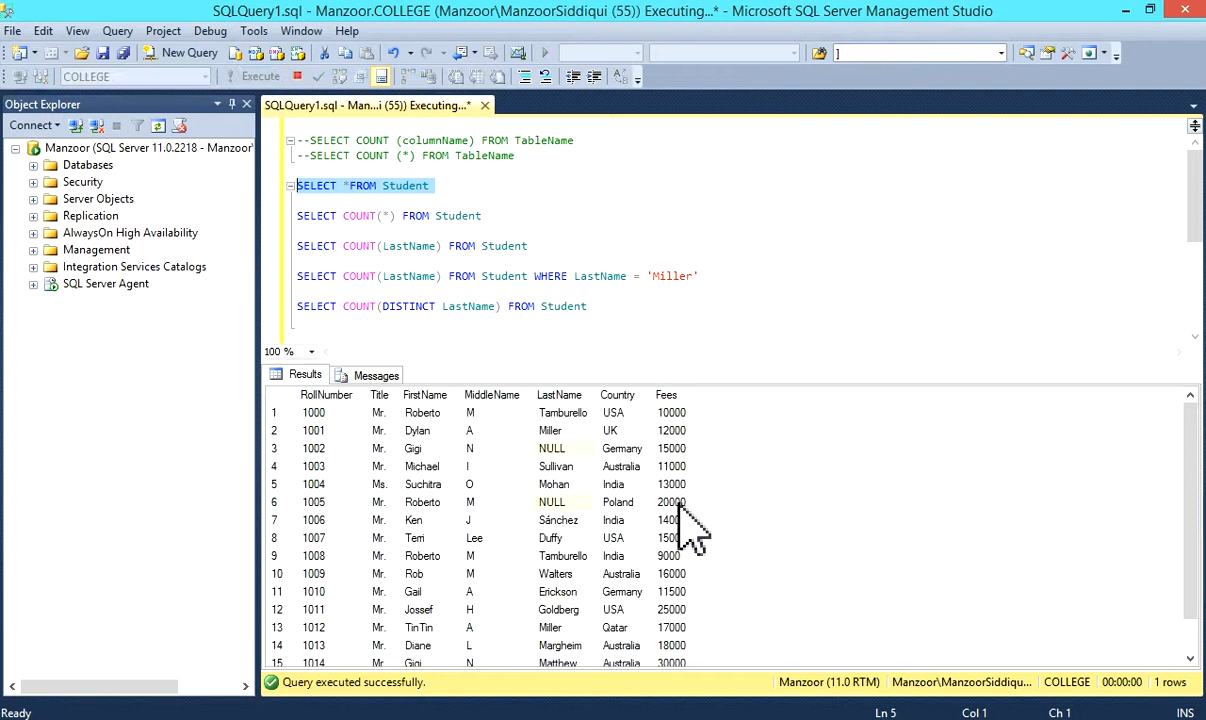 SQLQuery1.sql - Manzoor.COLLEGE (Manzoor\ManzoorSiddiqui (55)) Executing...* - Microsoft SQL Server Management Studio
File Edit View Query Project Debug Tools Window Help
New Query ]
COLLEGE Execute
Object Explorer
SQLQuery1.sql - Man...i (55)) Executing...*
Connect
Manzoor (SQL Server 11.0.2218 - Manzoor\
Databases
Security
Server Objects
Replication
AlwaysOn High Availability
Management
Integration Services Catalogs
SQL Server Agent
--SELECT COUNT (columnName) FROM TableName
--SELECT COUNT (*) FROM TableName
SELECT *FROM Student
SELECT COUNT(*) FROM Student
SELECT COUNT(LastName) FROM Student
SELECT COUNT(LastName) FROM Student WHERE LastName = 'Miller'
SELECT COUNT(DISTINCT LastName) FROM Student
100 %
Results Messages
RollNumber Title FirstName MiddleName LastName Country Fees
1 1000 Mr. Roberto M Tamburello USA 10000
2 1001 Mr. Dylan A Miller UK 12000
3 1002 Mr. Gigi N NULL Germany 15000
4 1003 Mr. Michael I Sullivan Australia 11000
5 1004 Ms. Suchitra O Mohan India 13000
6 1005 Mr. Roberto M NULL Poland 20000
7 1006 Mr. Ken J Sánchez India
8 1007 Mr. Terri Lee Duffy USA
9 1008 Mr. Roberto M Tamburello India 9000
10 1009 Mr. Rob M Walters Australia 16000
11 1010 Mr. Gail A Erickson Germany 11500
12 1011 Mr. Jossef H Goldberg USA 25000
13 1012 Mr. TinTin A Miller Qatar 17000
14 1013 Mr. Diane L Margheim Australia 18000
15 1014 Mr. Gigi N Matthew Australia 30000
Query executed successfully. Manzoor (11.0 RTM) Manzoor\ManzoorSiddiqu... COLLEGE 00:00:00 1 rows
Ready Ln 5 Col 1 Ch 1 INS